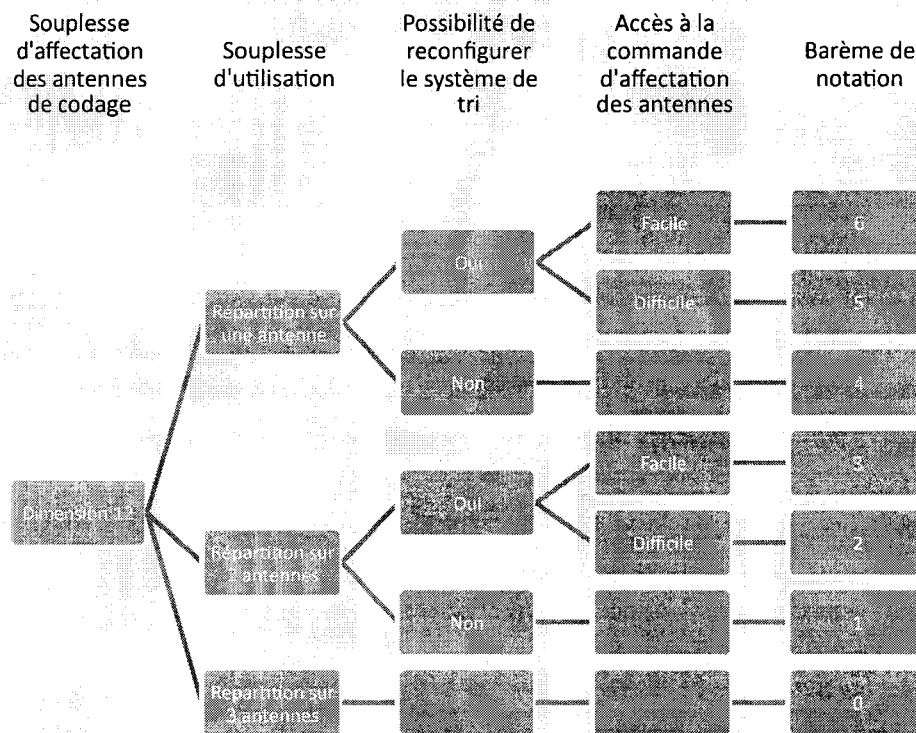 Souplesse
d'affectation
des antennes
de codage
Souplesse
d'utilisation
Possibilité de
reconfigurer
le système de
tri
Accès à la
commande
d'affectation
des antennes
Barème de
notation
Dimension 12
Répartition sur
une antenne
Oui
Facile
6
Difficile
5
Non
4
Répartition sur
2 antennes
Oui
Facile
3
Difficile
2
Non
1
Répartition sur
3 antennes
0